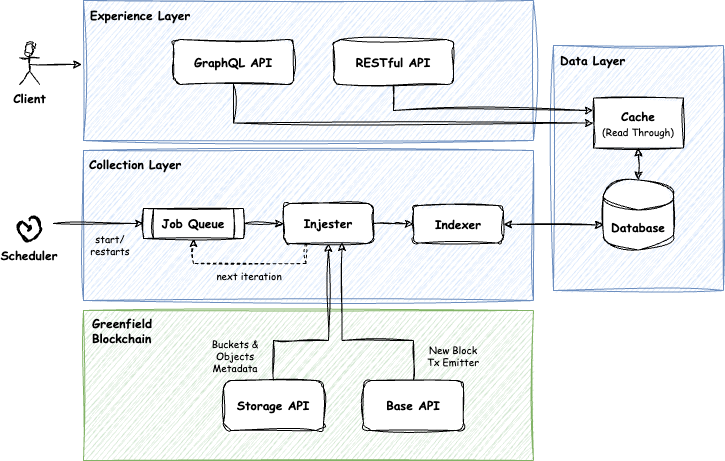 Experience Layer
GraphQL API
RESTful API
Client
Data Layer
Cache
(Read Through)
Database
Collection Layer
Job Queue
Injester
Indexer
start/
restarts
Scheduler
next iteration
Greenfield
Blockchain
Buckets &
Objects
Metadata
New Block
Tx Emitter
Storage API
Base API